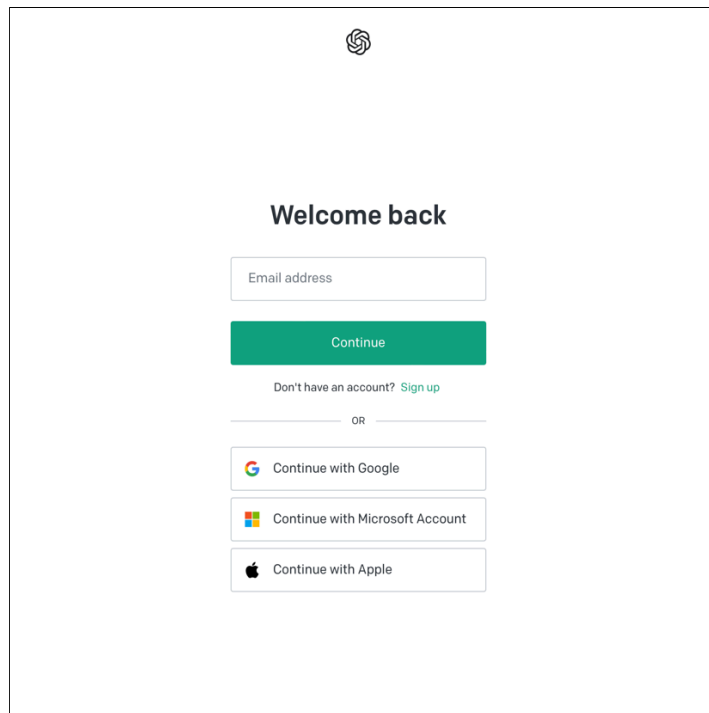 Welcome back
Email address
Continue
Don't have an account? Sign up
OR
Continue with Google
Continue with Microsoft Account
Continue with Apple